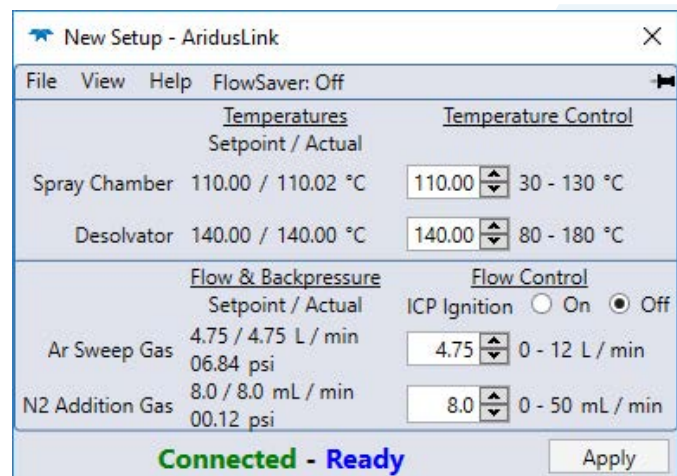 New Setup - AridusLink
File View Help FlowSaver: Off
Temperatures Temperature Control
Setpoint / Actual
Spray Chamber 110.00 / 110.02 °C 110.00 30 - 130 °C
Desolvator 140.00 / 140.00 °C 140.00 80 - 180 °C
Flow & Backpressure Flow Control
Setpoint / Actual ICP Ignition On Off
Ar Sweep Gas 4.75 / 4.75 L / min 4.75 0 - 12 L / min
06.84 psi
N2 Addition Gas 8.0 / 8.0 mL / min 8.0 0 - 50 mL / min
00.12 psi
Connected - Ready Apply